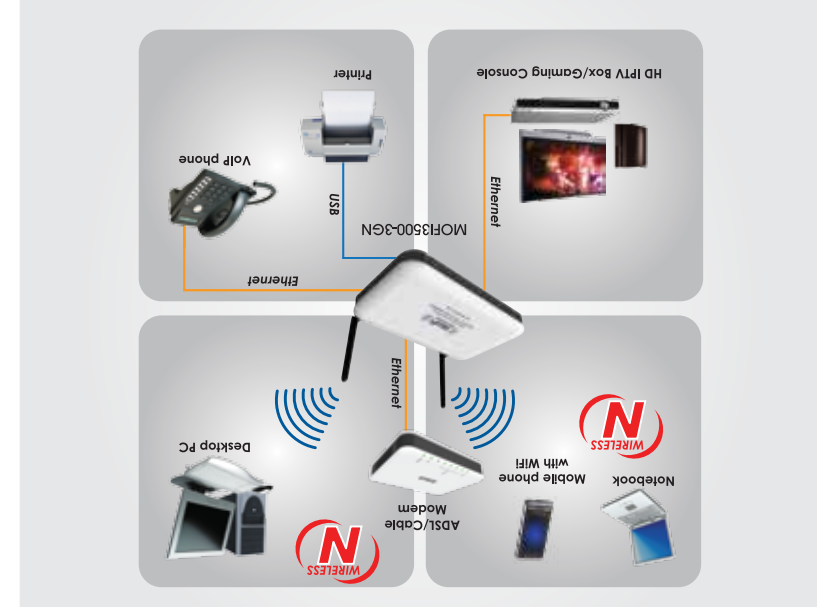 WIRELESS
N
ADSL/Cable
Modem
Notebook
Mobile phone
with WiFi
Desktop PC
WIRELESS
N
Ethernet
Ethernet
MOFI3500-3GN
USB
Ethernet
VoIP phone
HD IPTV Box/Gaming Console
Printer